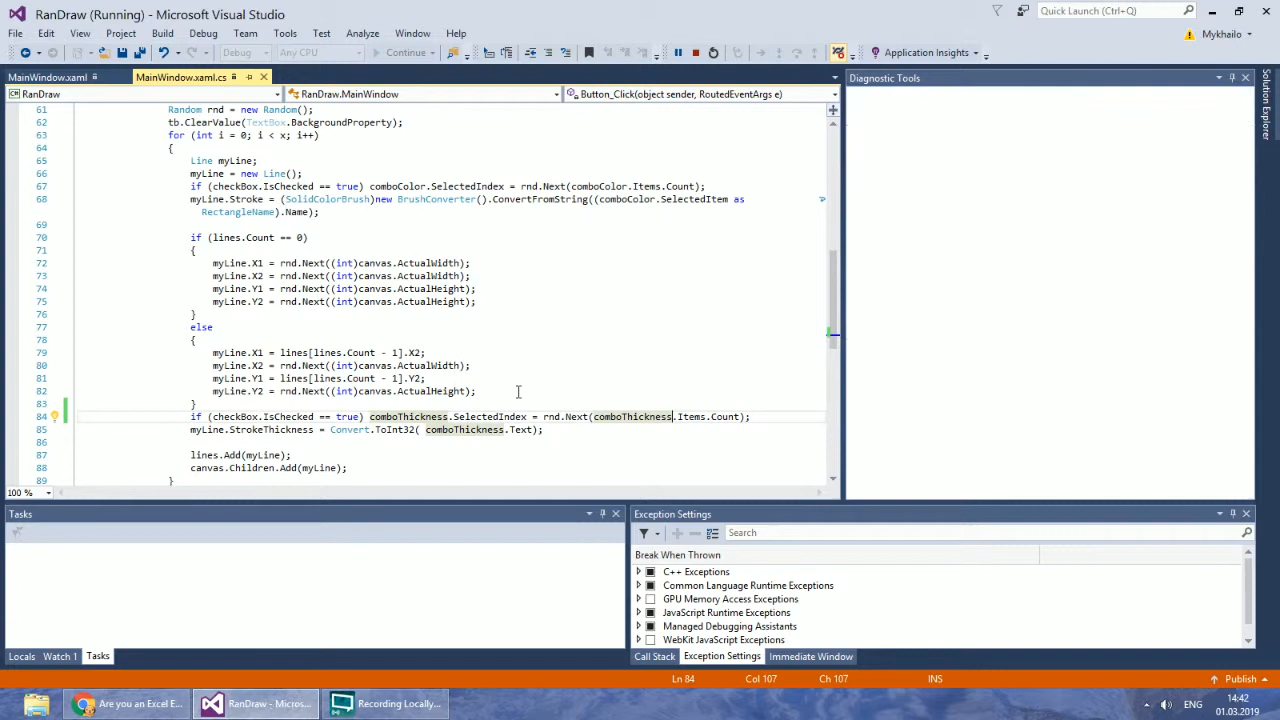 RanDraw (Running) - Microsoft Visual Studio
Quick Launch (Ctrl+Q)
File Edit View Project Build Debug Team Tools Test Analyze Window Help
Mykhailo
Debug Any CPU Continue Application Insights
MainWindow.xaml MainWindow.xaml.cs
Diagnostic Tools
Solution Explorer
RanDraw RanDraw.MainWindow Button_Click(object sender, RoutedEventArgs e)
61 Random rnd = new Random();
62 tb.ClearValue(TextBox.BackgroundProperty);
63 for (int i = 0; i < x; i++)
64 {
65 Line myLine;
66 myLine = new Line();
67 if (checkBox.IsChecked == true) comboColor.SelectedIndex = rnd.Next(comboColor.Items.Count);
68 myLine.Stroke = (SolidColorBrush)new BrushConverter().ConvertFromString((comboColor.SelectedItem as
RectangleName).Name);
69
70 if (lines.Count == 0)
71 {
72 myLine.X1 = rnd.Next((int)canvas.ActualWidth);
73 myLine.X2 = rnd.Next((int)canvas.ActualWidth);
74 myLine.Y1 = rnd.Next((int)canvas.ActualHeight);
75 myLine.Y2 = rnd.Next((int)canvas.ActualHeight);
76 }
77 else
78 {
79 myLine.X1 = lines[lines.Count - 1].X2;
80 myLine.X2 = rnd.Next((int)canvas.ActualWidth);
81 myLine.Y1 = lines[lines.Count - 1].Y2;
82 myLine.Y2 = rnd.Next((int)canvas.ActualHeight);
83 }
84 if (checkBox.IsChecked == true) comboThickness.SelectedIndex = rnd.Next(comboThickness.Items.Count);
85 myLine.StrokeThickness = Convert.ToInt32( comboThickness.Text);
86
87 lines.Add(myLine);
88 canvas.Children.Add(myLine);
89 }
100 %
Tasks
Exception Settings
Search
Break When Thrown
C++ Exceptions
Common Language Runtime Exceptions
GPU Memory Access Exceptions
JavaScript Runtime Exceptions
Managed Debugging Assistants
WebKit JavaScript Exceptions
Locals Watch 1 Tasks
Call Stack Exception Settings Immediate Window
Ln 84 Col 107 Ch 107 INS Publish
Are you an Excel E... RanDraw - Micros... Recording Locally...
ENG
14:42
01.03.2019